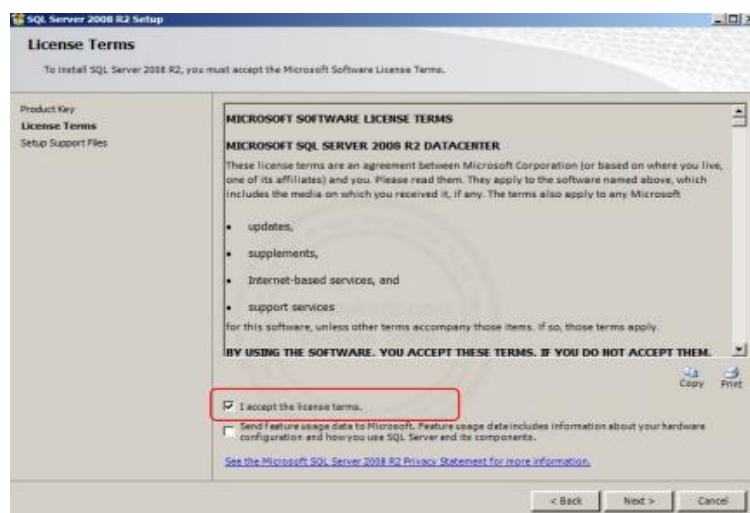 SQL Server 2008 R2 Setup
License Terms
To install SQL Server 2008 R2, you must accept the Microsoft Software License Terms.
Product Key
License Terms
Setup Support Files
MICROSOFT SOFTWARE LICENSE TERMS
MICROSOFT SQL SERVER 2008 R2 DATACENTER
These license terms are an agreement between Microsoft Corporation (or based on where you live,
one of its affiliates) and you. Please read them. They apply to the software named above, which
includes the media on which you received it, if any. The terms also apply to any Microsoft
• updates,
• supplements,
• Internet-based services, and
• support services
for this software, unless other terms accompany those items. If so, those terms apply.
BY USING THE SOFTWARE, YOU ACCEPT THESE TERMS. IF YOU DO NOT ACCEPT THEM,
Copy Print
I accept the license terms.
Send feature usage data to Microsoft. Feature usage data includes information about your hardware
configuration and how you use SQL Server and its components.
See the Microsoft SQL Server 2008 R2 Privacy Statement for more information.
< Back Next > Cancel